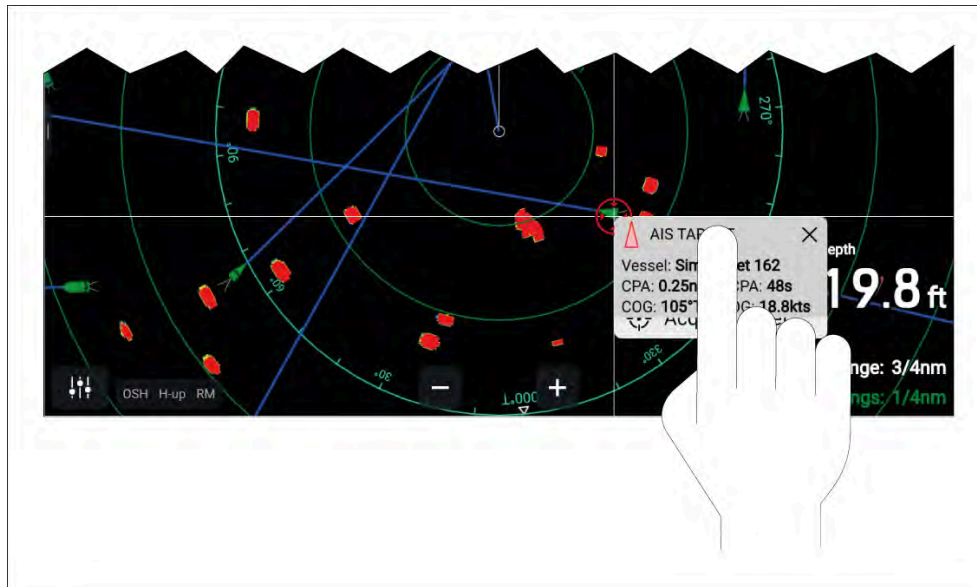 270°
90°
AIS TAR T
Vessel: Sim et 162
epth
CPA: 0.25n CPA: 48s
19.8 ft
COG: 105°T OG: 18.8kts
60°
330°
nge: 3/4nm
30°
OSH H-up RM
−
+
000°T
ngs: 1/4nm